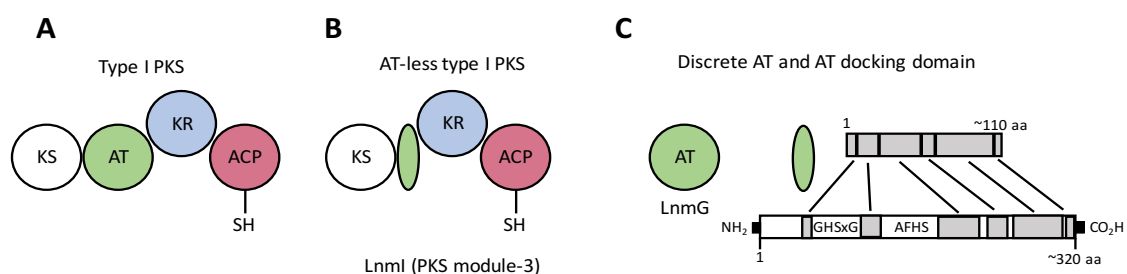 A
Type I PKS
KS
AT
KR
ACP
SH
B
AT-less type I PKS
KS
KR
ACP
SH
LnmI (PKS module-3)
C
Discrete AT and AT docking domain
AT
LnmG
1
~110 aa
NH₂
GHSxG
AFHS
CO₂H
1
~320 aa